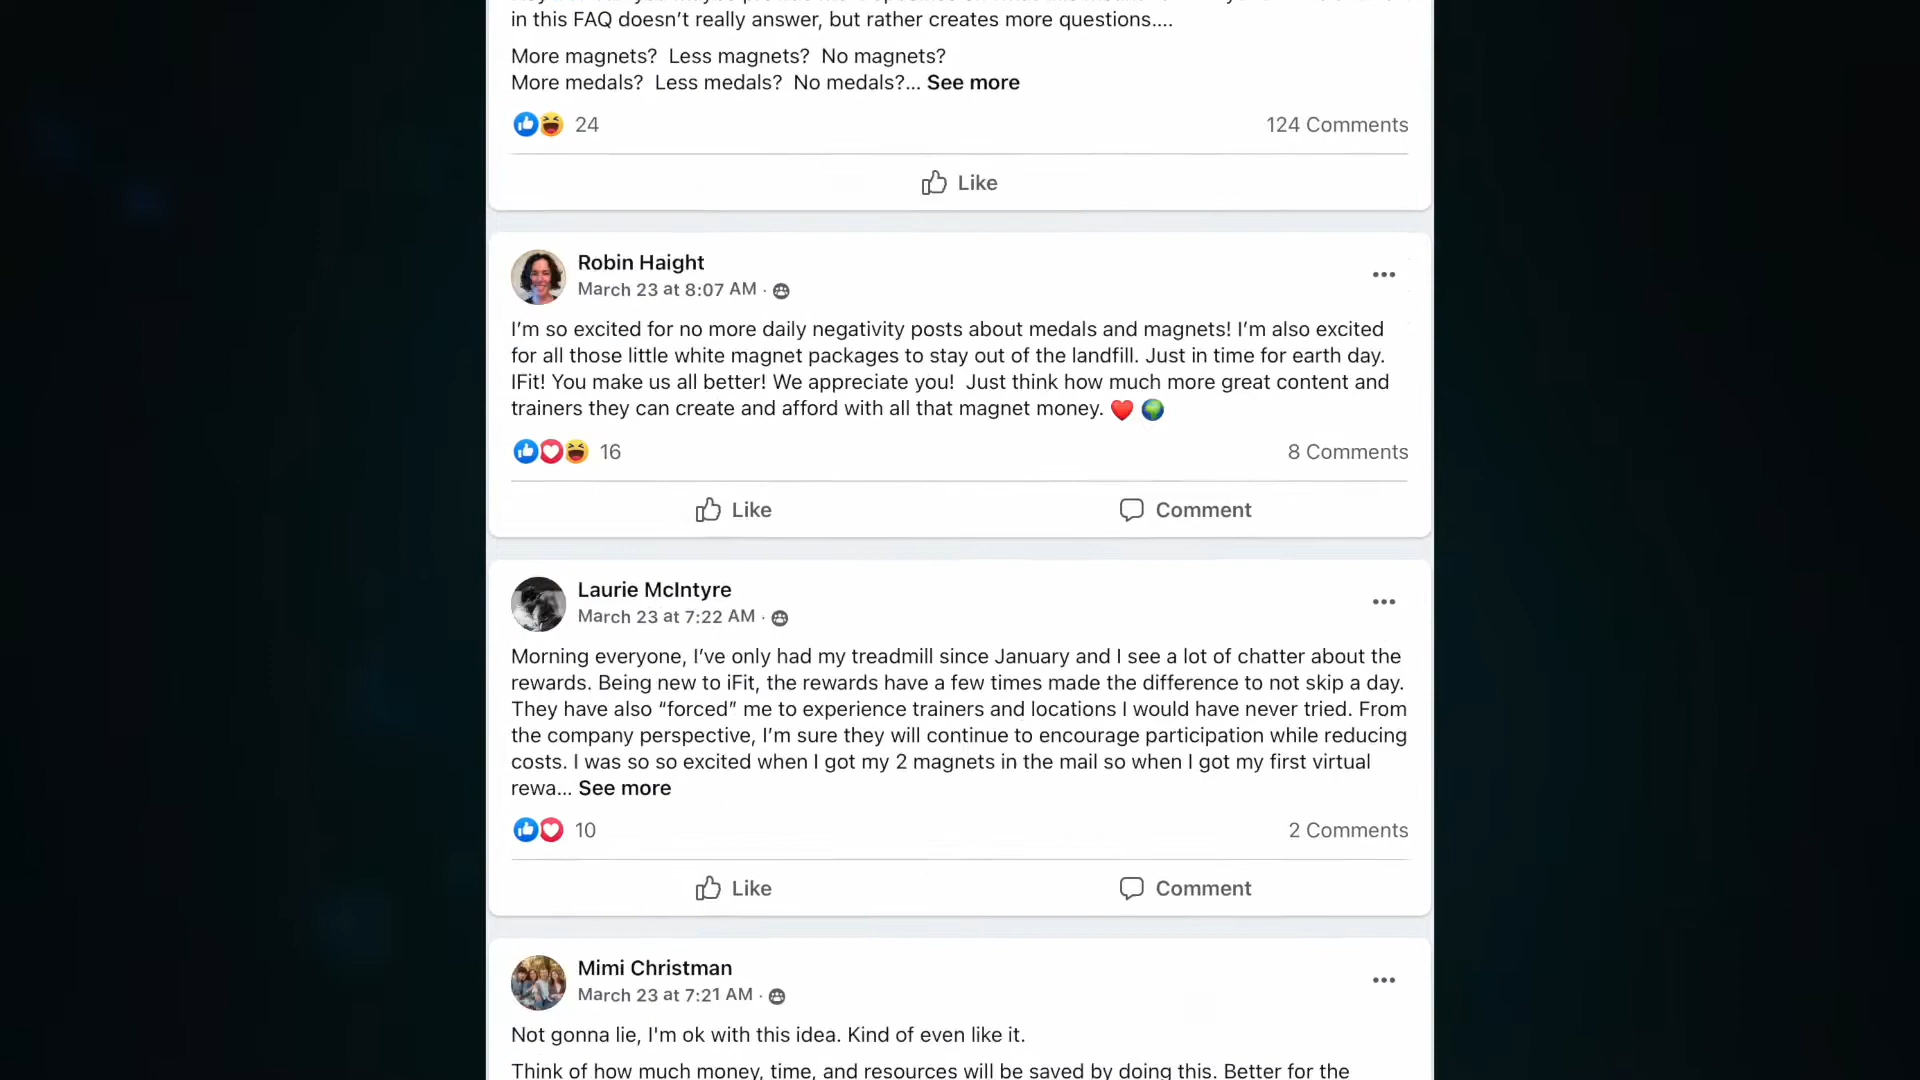 in this FAQ doesn’t really answer, but rather creates more questions....
More magnets?  Less magnets?  No magnets?
More medals?  Less medals?  No medals?... See more
24
124 Comments
Like
Robin Haight
March 23 at 8:07 AM ·
I’m so excited for no more daily negativity posts about medals and magnets! I’m also excited
for all those little white magnet packages to stay out of the landfill. Just in time for earth day.
IFit! You make us all better! We appreciate you!  Just think how much more great content and
trainers they can create and afford with all that magnet money. ❤️ 🌍
16
8 Comments
Like
Comment
Laurie McIntyre
March 23 at 7:22 AM ·
Morning everyone, I’ve only had my treadmill since January and I see a lot of chatter about the
rewards. Being new to iFit, the rewards have a few times made the difference to not skip a day.
They have also “forced” me to experience trainers and locations I would have never tried. From
the company perspective, I’m sure they will continue to encourage participation while reducing
costs. I was so so excited when I got my 2 magnets in the mail so when I got my first virtual
rewa... See more
10
2 Comments
Like
Comment
Mimi Christman
March 23 at 7:21 AM ·
Not gonna lie, I'm ok with this idea. Kind of even like it.
Think of how much money, time, and resources will be saved by doing this. Better for the